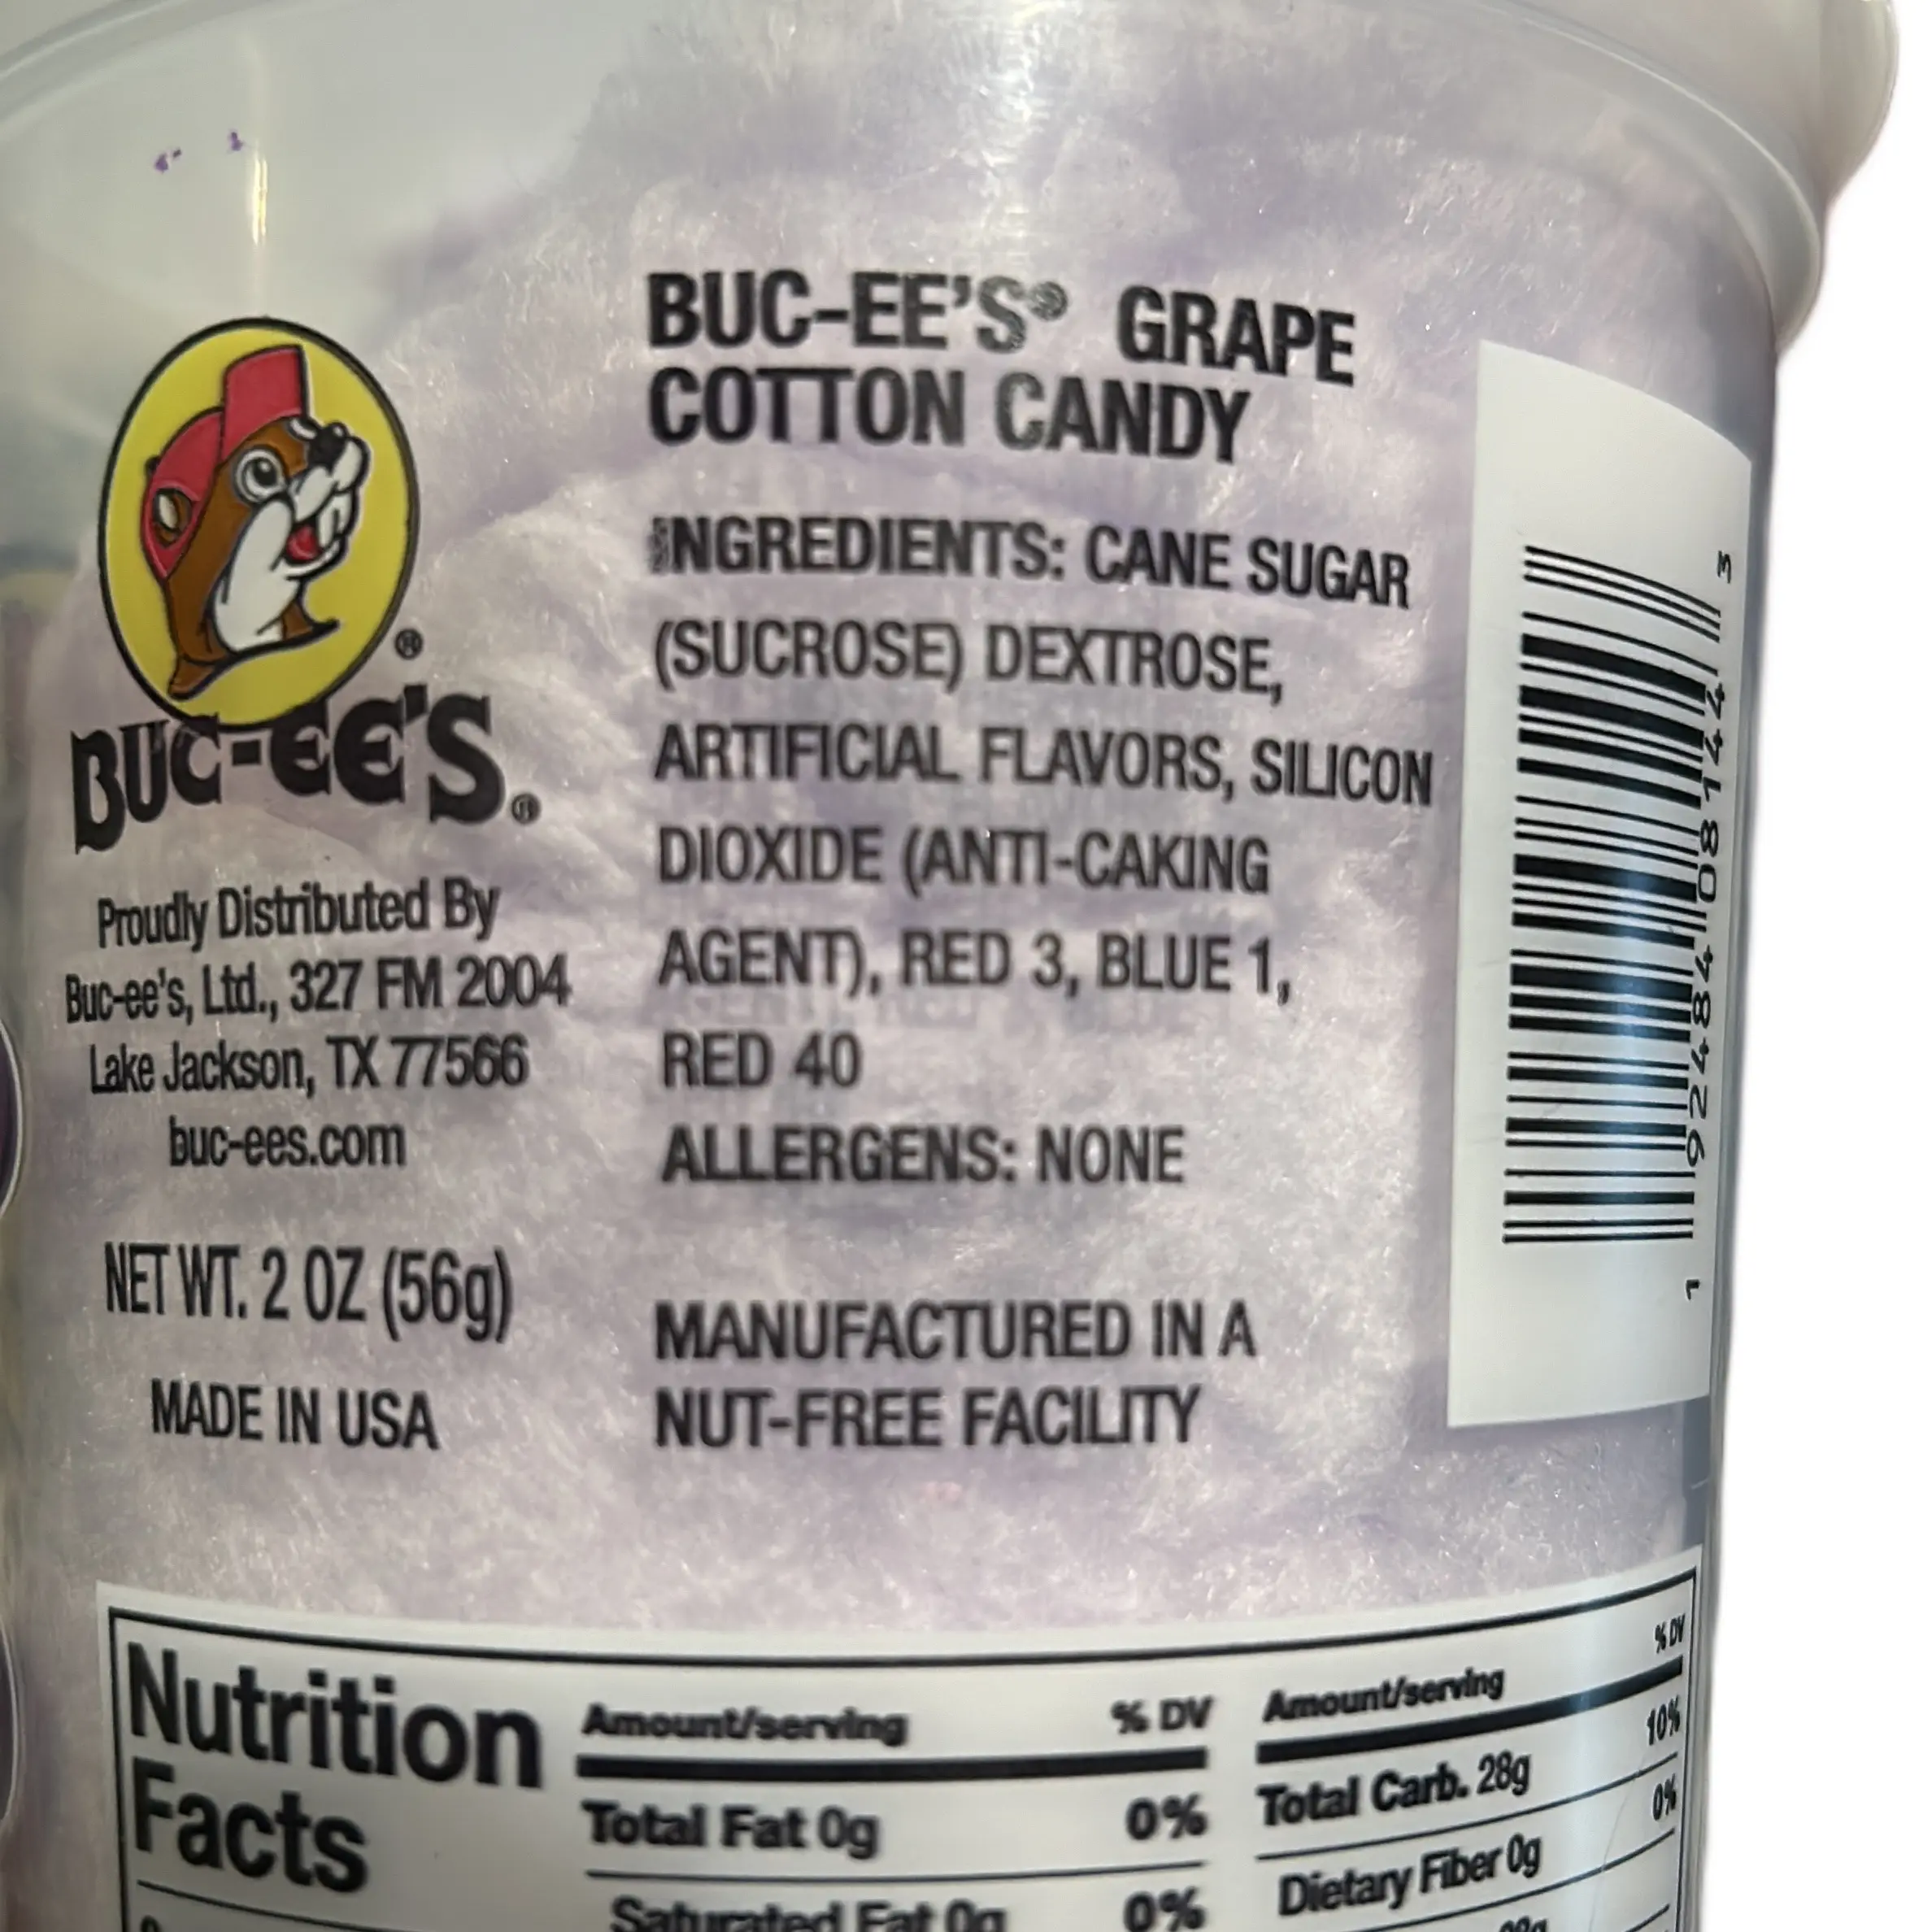 BUC-EE'S®
Proudly Distributed By
Buc-ee's, Ltd., 327 FM 2004
Lake Jackson, TX 77566
buc-ees.com
NET WT. 2 OZ (56g)
MADE IN USA
BUC-EE'S® GRAPE
COTTON CANDY
INGREDIENTS: CANE SUGAR
(SUCROSE) DEXTROSE,
ARTIFICIAL FLAVORS, SILICON
DIOXIDE (ANTI-CAKING
AGENT), RED 3, BLUE 1,
RED 40
ALLERGENS: NONE
MANUFACTURED IN A
NUT-FREE FACILITY
1 92484 08144 3
Nutrition
Facts
Amount/serving % DV
Total Fat 0g 0%
Saturated Fat 0g 0%
Amount/serving % DV
Total Carb. 28g 10%
Dietary Fiber 0g 0%